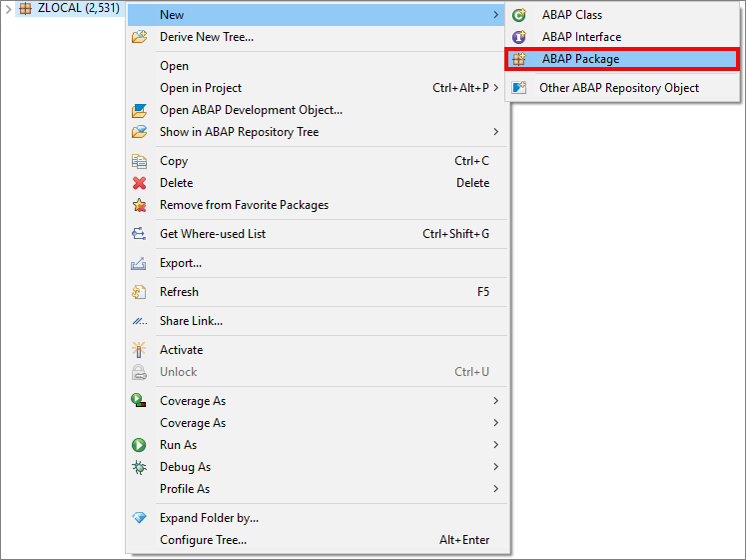 ZLOCAL (2,531)
New
Derive New Tree...
Open
Open in Project Ctrl+Alt+P
Open ABAP Development Object...
Show in ABAP Repository Tree
Copy Ctrl+C
Delete Delete
Remove from Favorite Packages
Get Where-used List Ctrl+Shift+G
Export...
Refresh F5
Share Link...
Activate
Unlock Ctrl+U
Coverage As
Coverage As
Run As
Debug As
Profile As
Expand Folder by...
Configure Tree... Alt+Enter
ABAP Class
ABAP Interface
ABAP Package
Other ABAP Repository Object